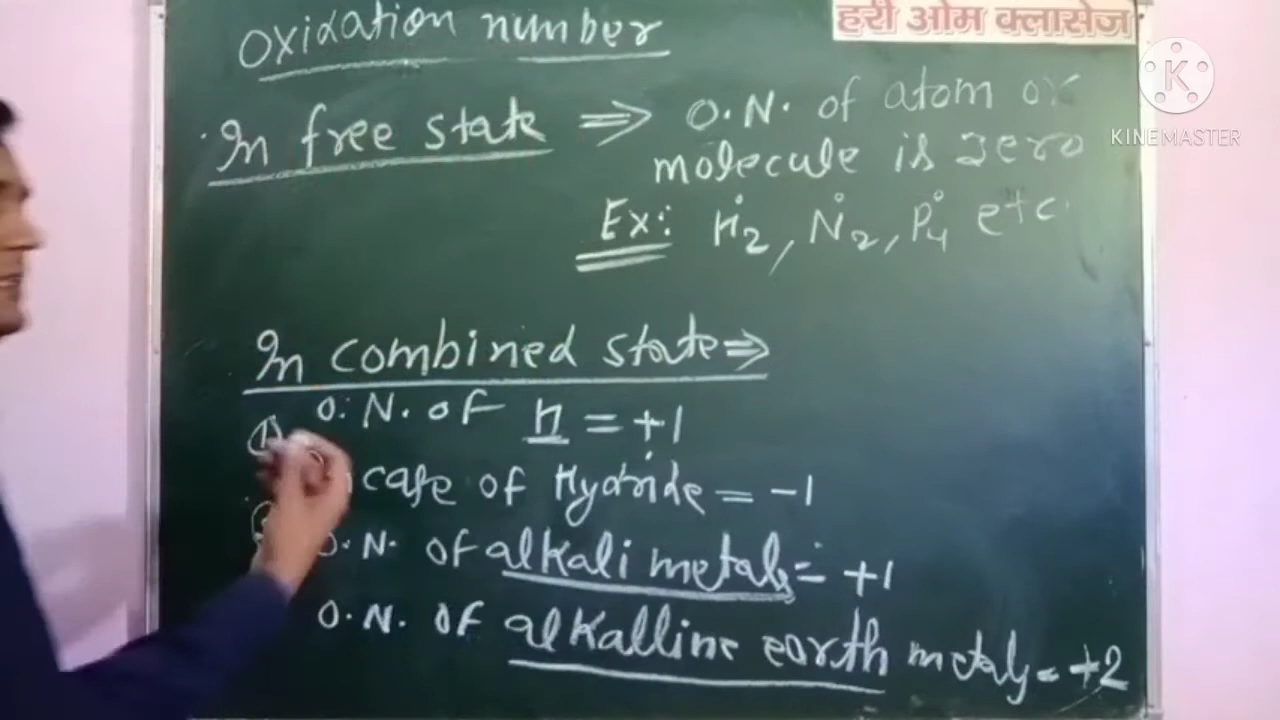 oxidation number
हरी ओम क्लासेज
K
KINEMASTER
In free state ⇒ O.N. of atom or
molecule is zero
Ex:- H₂, N₂, P₄ etc.
In combined state ⇒
① O.N. of H = +1
case of Hydride = -1
O.N. of alkali metals = +1
O.N. of alkalline earth metals = +2